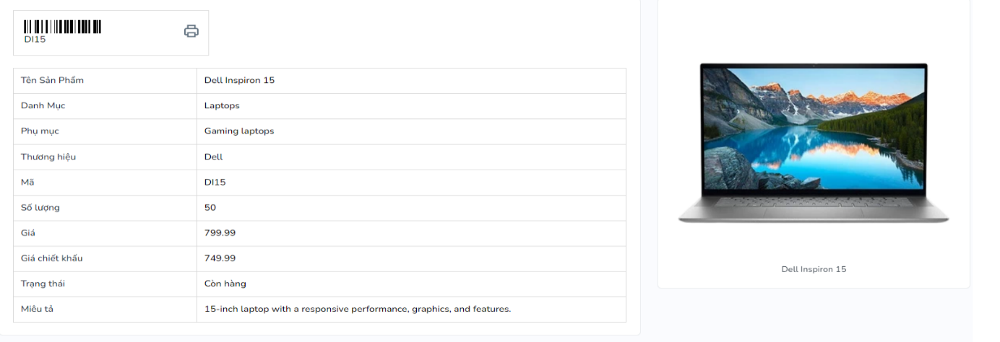 DI15
Tên Sản Phẩm Dell Inspiron 15
Danh Mục Laptops
Phụ mục Gaming laptops
Thương hiệu Dell
Mã DI15
Số lượng 50
Giá 799.99
Giá chiết khấu 749.99
Trạng thái Còn hàng
Miêu tả 15-inch laptop with a responsive performance, graphics, and features.
Dell Inspiron 15